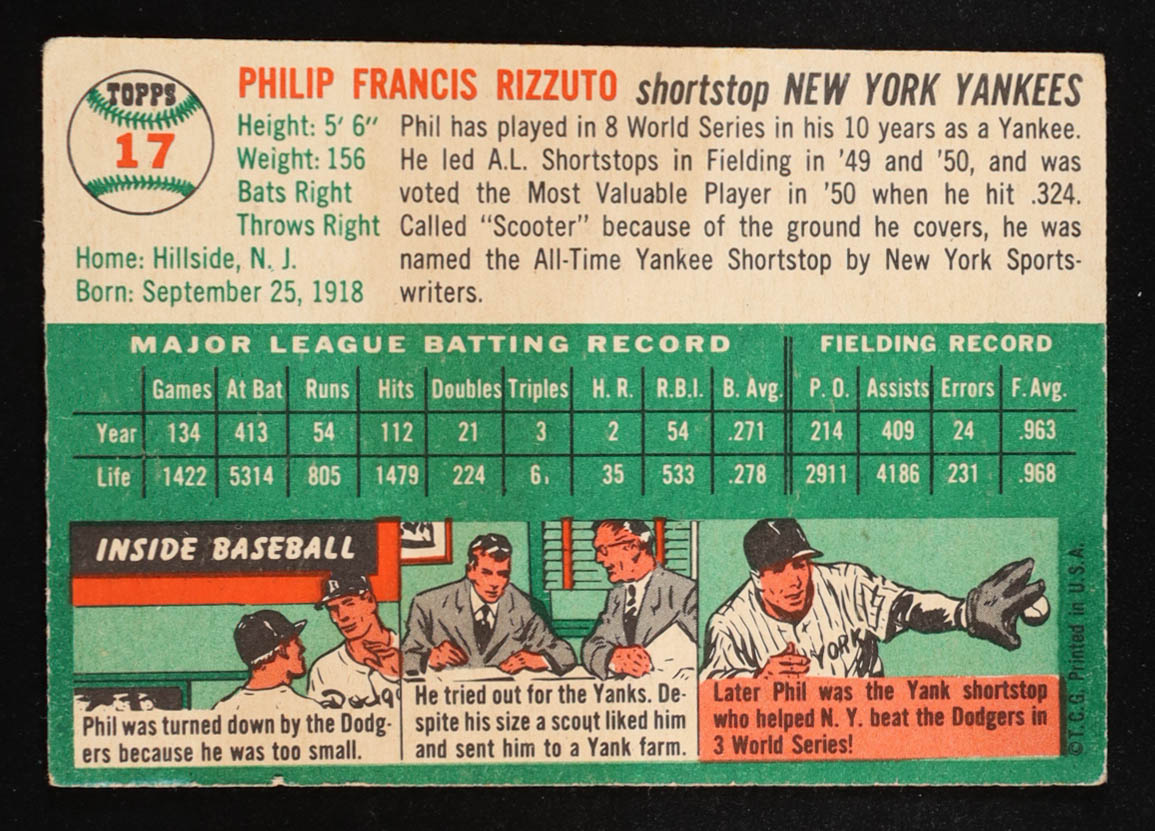 TOPPS
17
PHILIP FRANCIS RIZZUTO shortstop NEW YORK YANKEES
Height: 5' 6"
Weight: 156
Bats Right
Throws Right
Home: Hillside, N. J.
Born: September 25, 1918
Phil has played in 8 World Series in his 10 years as a Yankee.
He led A.L. Shortstops in Fielding in '49 and '50, and was
voted the Most Valuable Player in '50 when he hit .324.
Called "Scooter" because of the ground he covers, he was
named the All-Time Yankee Shortstop by New York Sports-
writers.
MAJOR LEAGUE BATTING RECORD FIELDING RECORD
Games At Bat Runs Hits Doubles Triples H. R. R.B.I. B. Avg. P. O. Assists Errors F. Avg.
Year 134 413 54 112 21 3 2 54 .271 214 409 24 .963
Life 1422 5314 805 1479 224 35 533 .278 2911 4186 231 .968
INSIDE BASEBALL
Dodg
Phil was turned down by the Dodg-
ers because he was too small.
He tried out for the Yanks. De-
spite his size a scout liked him
and sent him to a Yank farm.
YORK
Later Phil was the Yank shortstop
who helped N. Y. beat the Dodgers in
3 World Series!
©T.C.G. Printed in U.S.A.